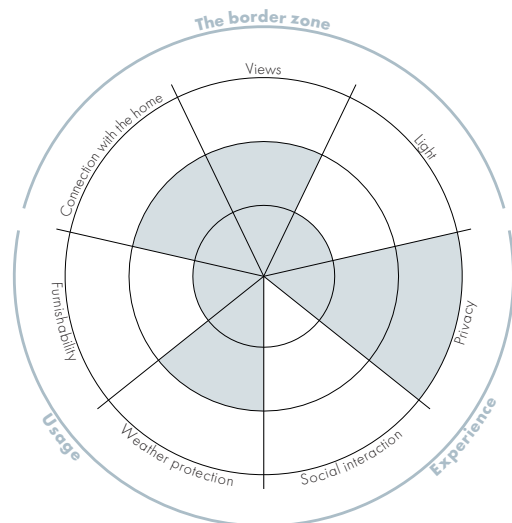 The border zone
Views
Connection with the home
Light
Furnishability
Privacy
Weather protection
Social interaction
Usage
Experience